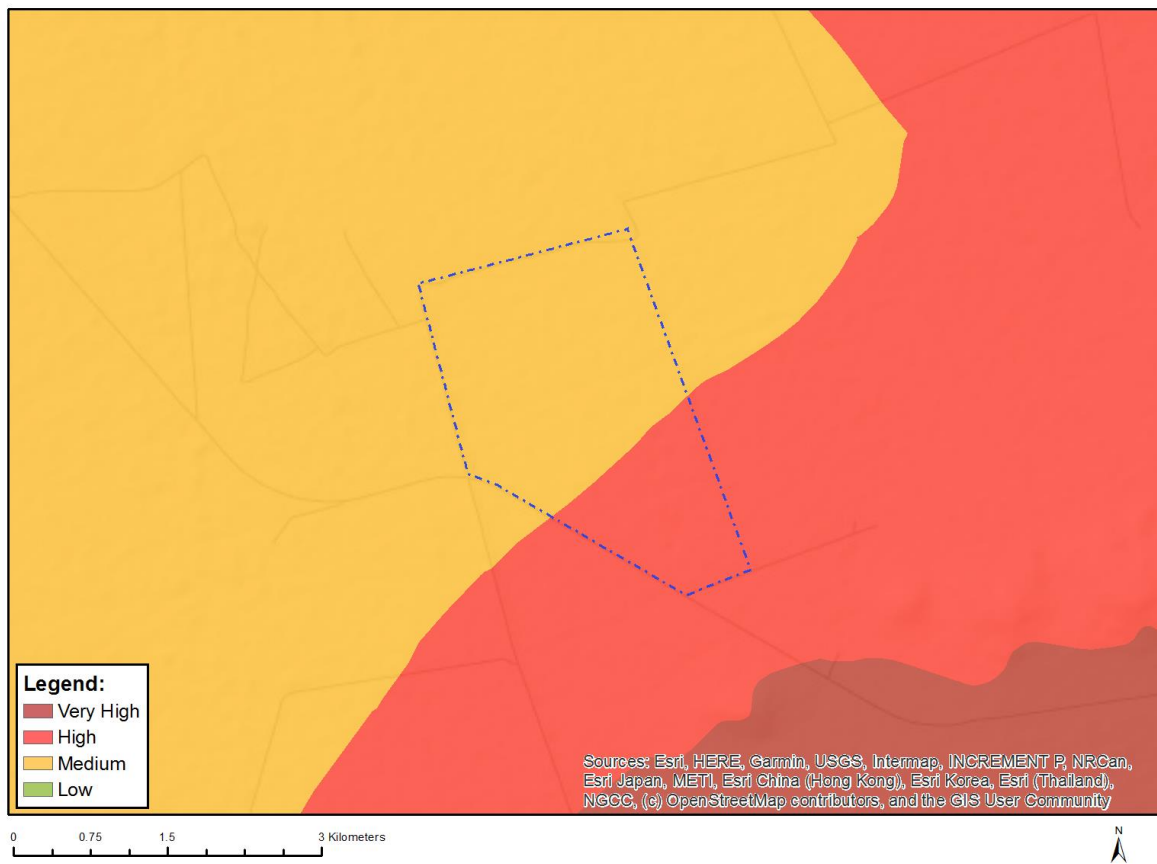 Legend:
Very High
High
Medium
Low
Sources: Esri, HERE, Garmin, USGS, Intermap, INCREMENT P, NRCan,
Esri Japan, METI, Esri China (Hong Kong), Esri Korea, Esri (Thailand),
NGCC, (c) OpenStreetMap contributors, and the GIS User Community
0 0.75 1.5 3 Kilometers
N